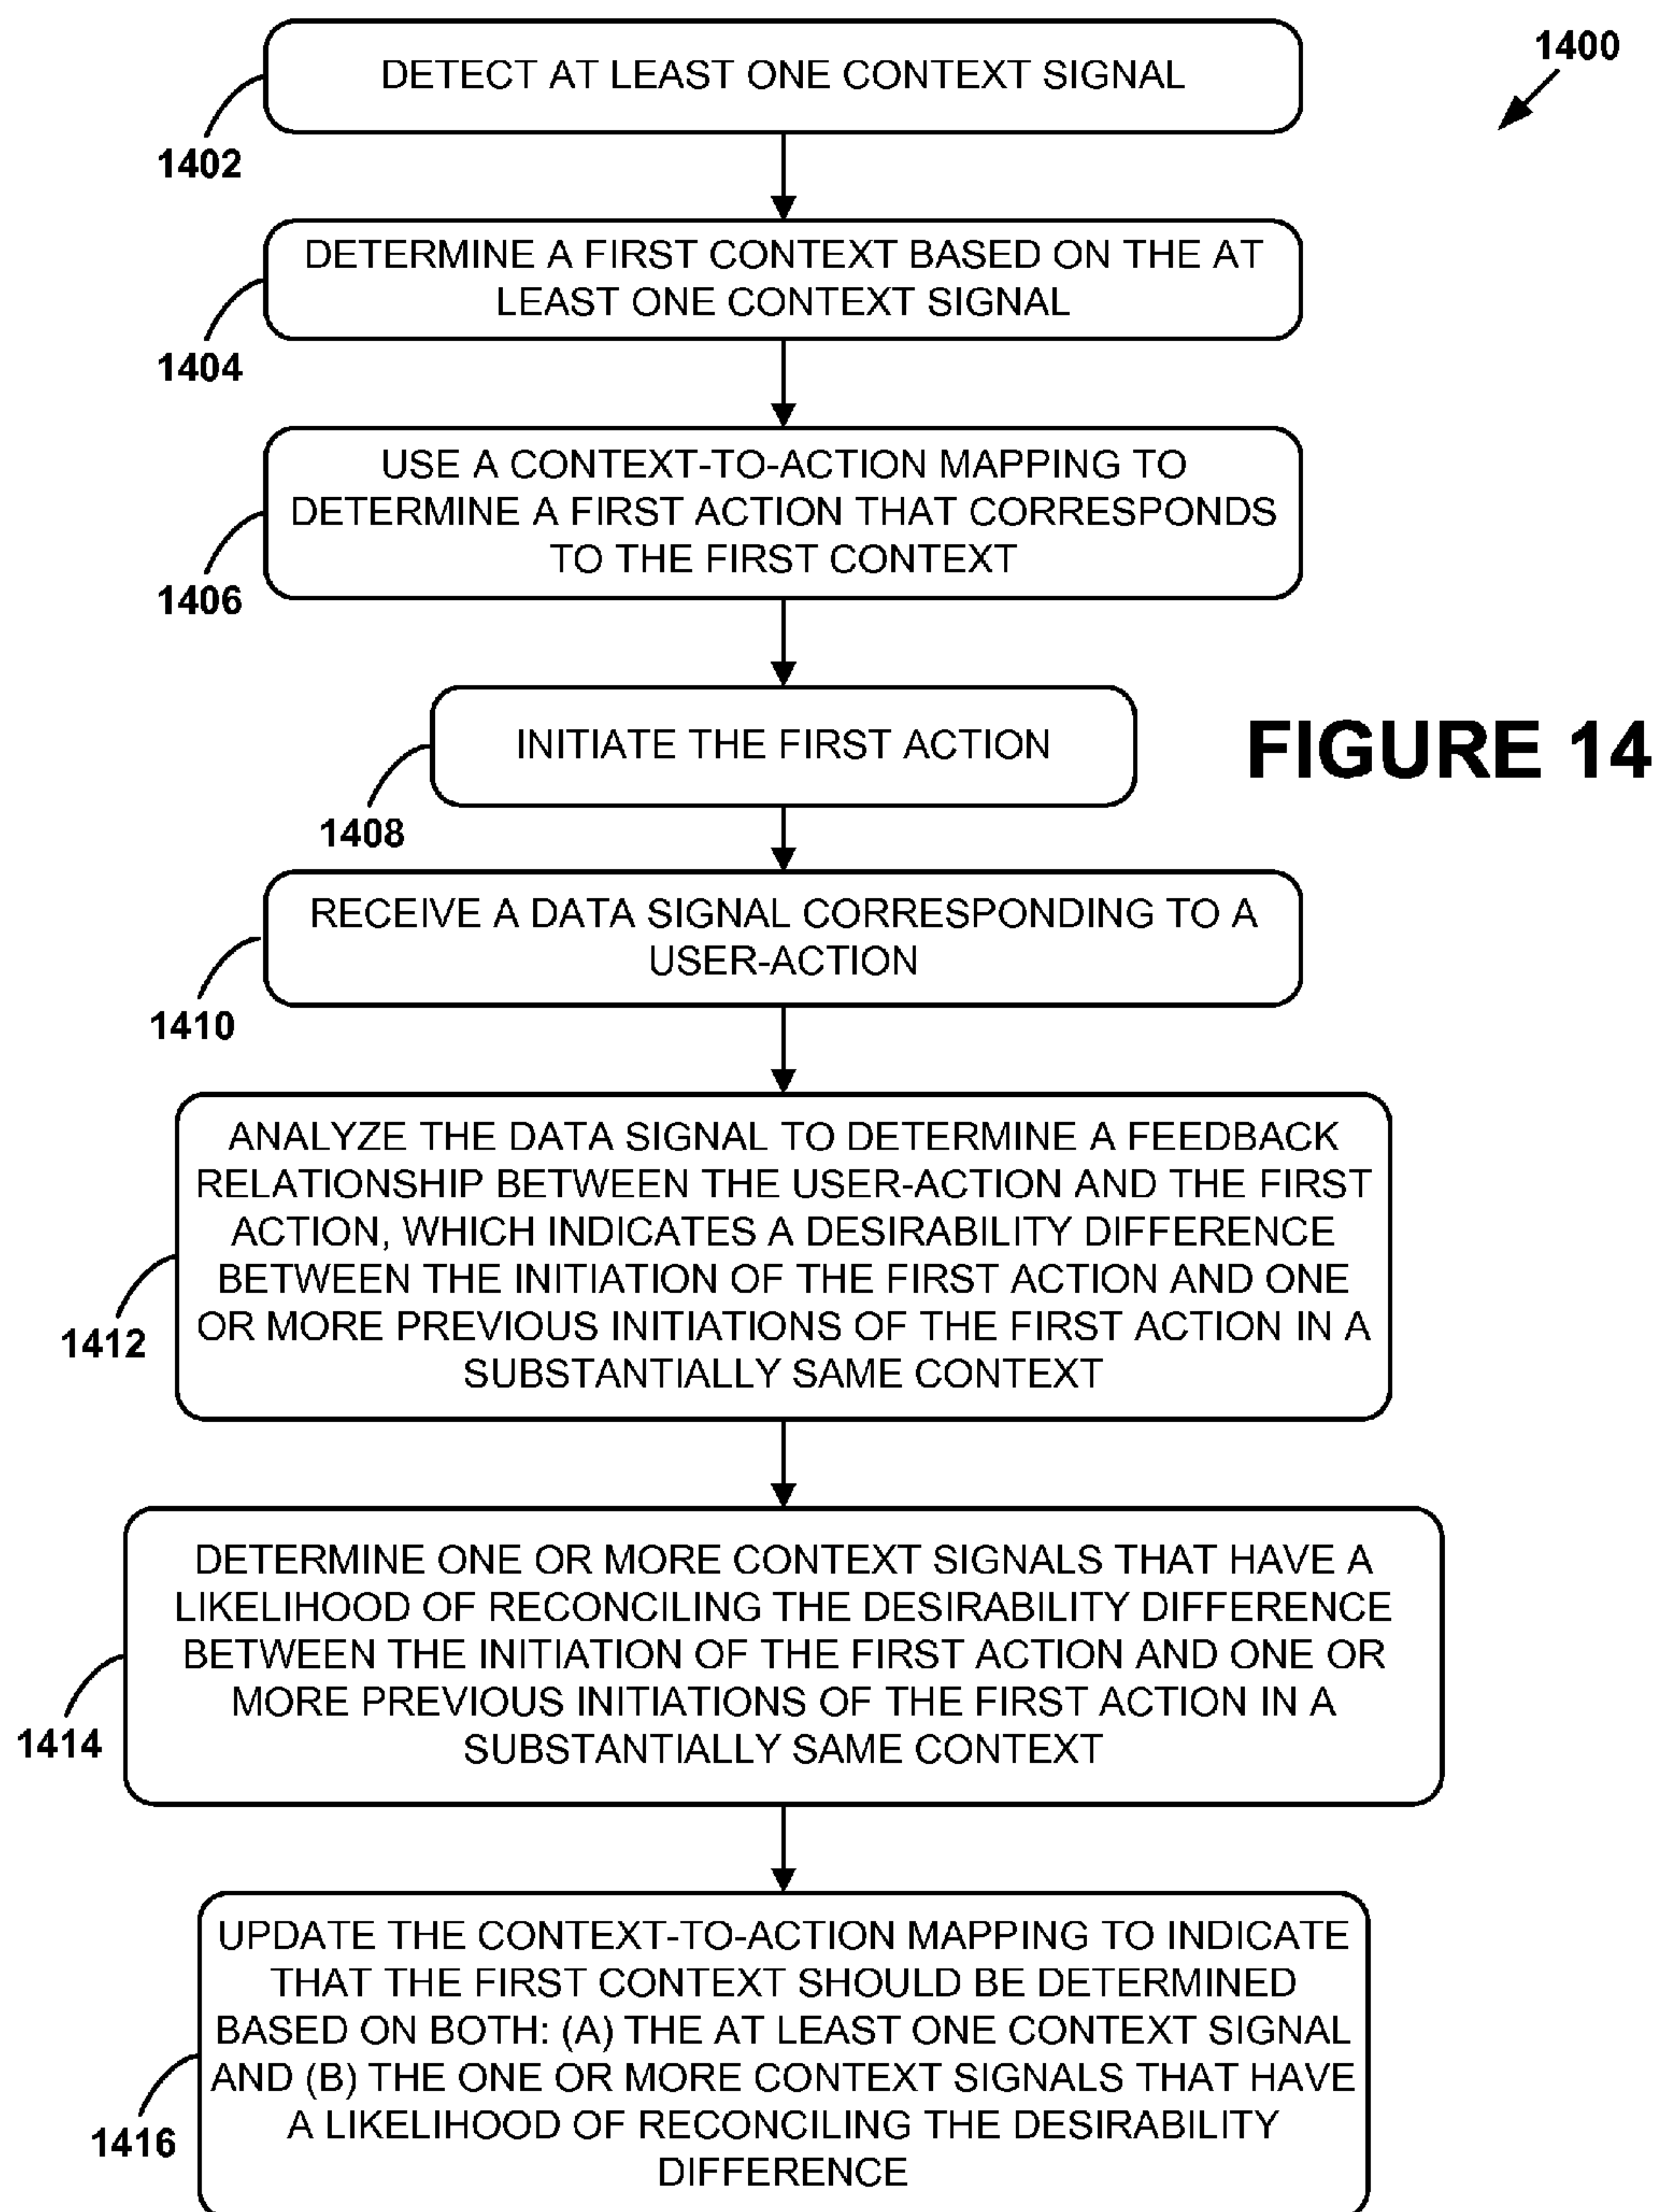 DETECT AT LEAST ONE CONTEXT SIGNAL
1400
1402
DETERMINE A FIRST CONTEXT BASED ON THE AT
LEAST ONE CONTEXT SIGNAL
1404
USE A CONTEXT-TO-ACTION MAPPING TO
DETERMINE A FIRST ACTION THAT CORRESPONDS
TO THE FIRST CONTEXT
1406
INITIATE THE FIRST ACTION
FIGURE 14
1408
RECEIVE A DATA SIGNAL CORRESPONDING TO A
USER-ACTION
1410
ANALYZE THE DATA SIGNAL TO DETERMINE A FEEDBACK
RELATIONSHIP BETWEEN THE USER-ACTION AND THE FIRST
ACTION, WHICH INDICATES A DESIRABILITY DIFFERENCE
BETWEEN THE INITIATION OF THE FIRST ACTION AND ONE
OR MORE PREVIOUS INITIATIONS OF THE FIRST ACTION IN A
SUBSTANTIALLY SAME CONTEXT
1412
DETERMINE ONE OR MORE CONTEXT SIGNALS THAT HAVE A
LIKELIHOOD OF RECONCILING THE DESIRABILITY DIFFERENCE
BETWEEN THE INITIATION OF THE FIRST ACTION AND ONE OR
MORE PREVIOUS INITIATIONS OF THE FIRST ACTION IN A
SUBSTANTIALLY SAME CONTEXT
1414
UPDATE THE CONTEXT-TO-ACTION MAPPING TO INDICATE
THAT THE FIRST CONTEXT SHOULD BE DETERMINED
BASED ON BOTH: (A) THE AT LEAST ONE CONTEXT SIGNAL
AND (B) THE ONE OR MORE CONTEXT SIGNALS THAT HAVE
A LIKELIHOOD OF RECONCILING THE DESIRABILITY
DIFFERENCE
1416